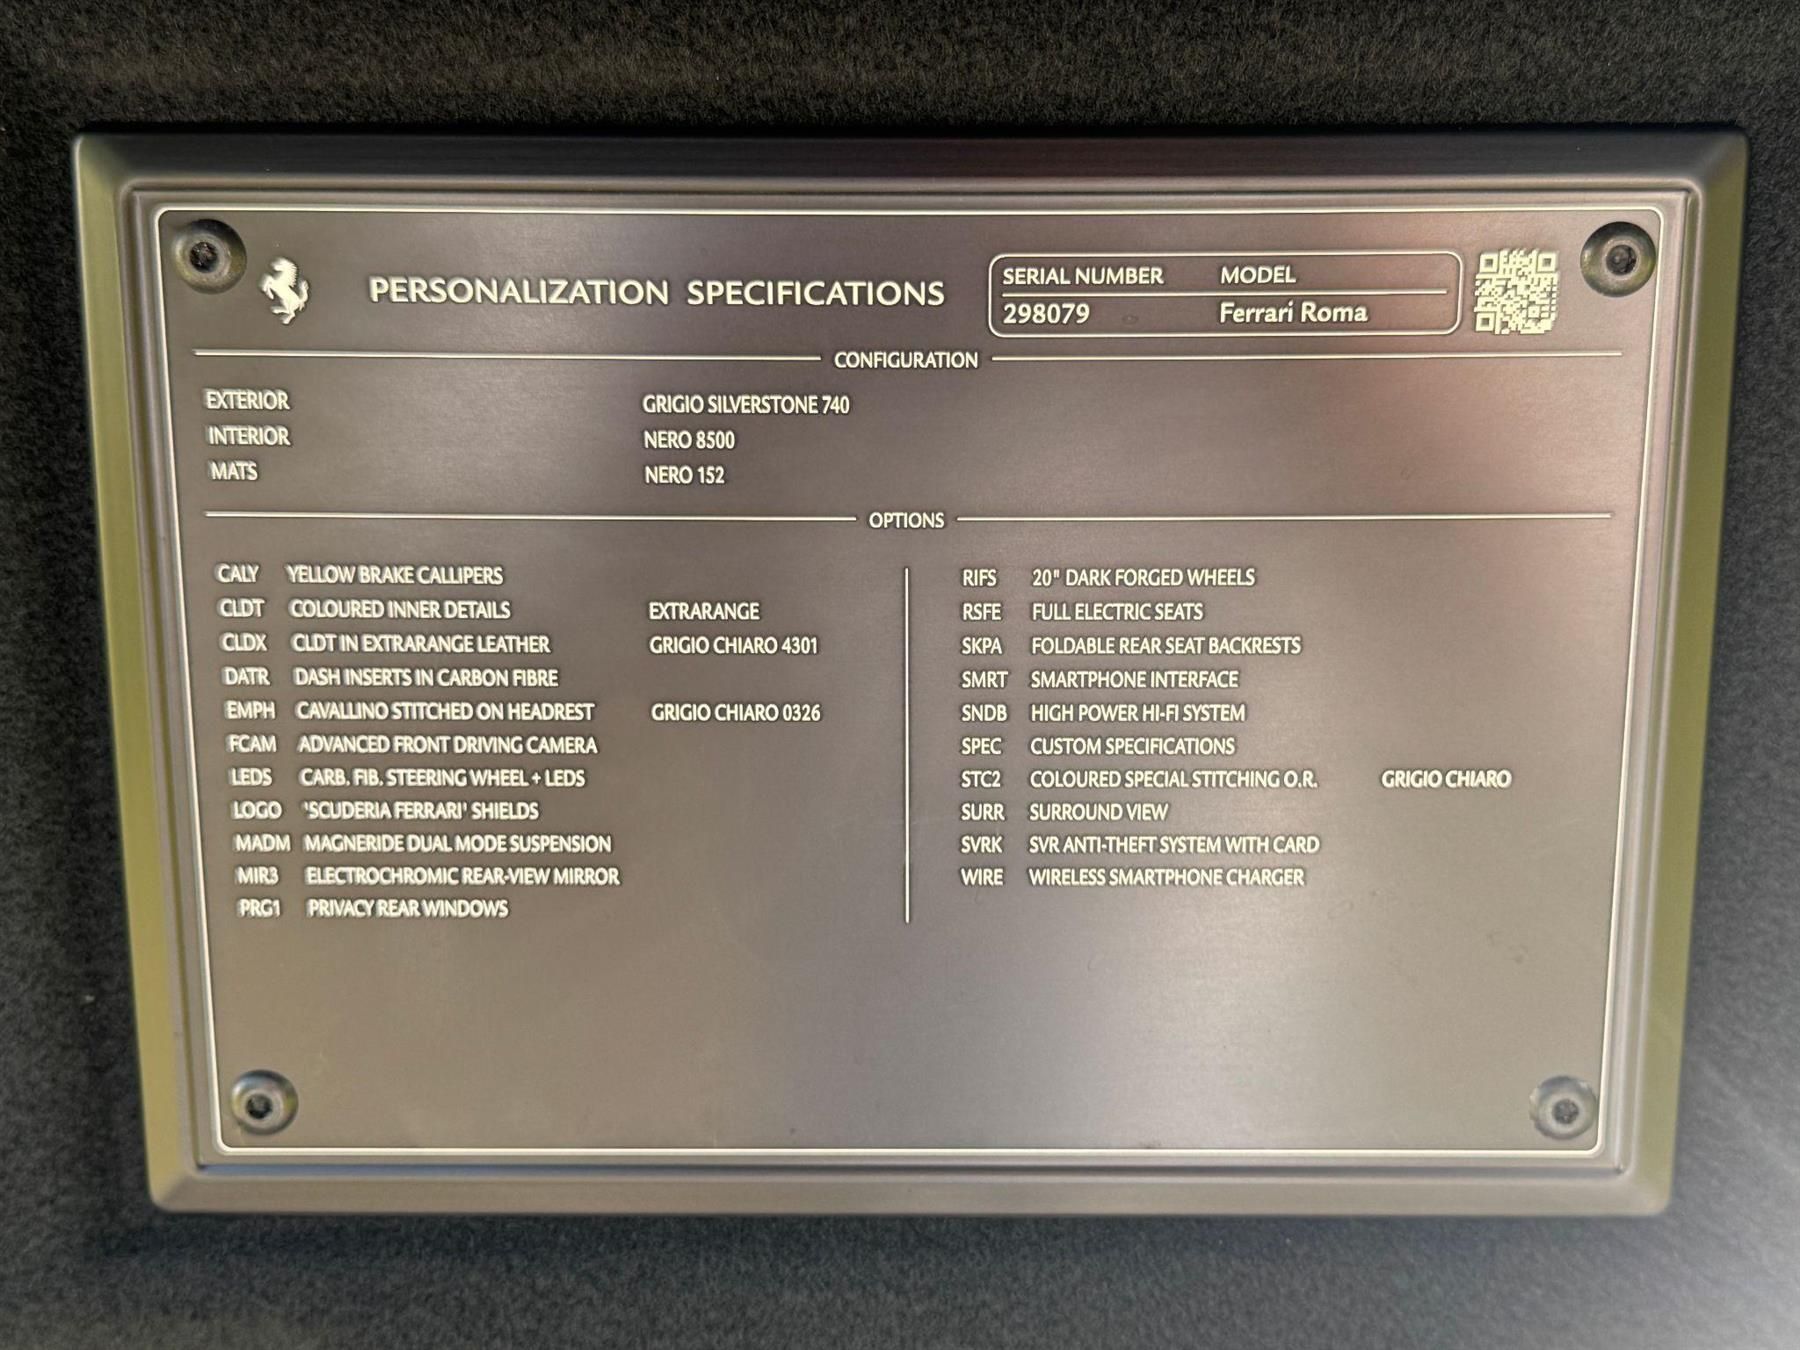 PERSONALIZATION SPECIFICATIONS
SERIAL NUMBER MODEL
298079 Ferrari Roma
CONFIGURATION
EXTERIOR GRIGIO SILVERSTONE 740
INTERIOR NERO 8500
MATS NERO 152
OPTIONS
CALY YELLOW BRAKE CALLIPERS
CLDT COLOURED INNER DETAILS EXTRARANGE
CLDX CLDT IN EXTRARANGE LEATHER GRIGIO CHIARO 4301
DATR DASH INSERTS IN CARBON FIBRE
EMPH CAVALLINO STITCHED ON HEADREST GRIGIO CHIARO 0326
FCAM ADVANCED FRONT DRIVING CAMERA
LEDS CARB. FIB. STEERING WHEEL + LEDS
LOGO 'SCUDERIA FERRARI' SHIELDS
MADM MAGNERIDE DUAL MODE SUSPENSION
MIR3 ELECTROCHROMIC REAR-VIEW MIRROR
PRG1 PRIVACY REAR WINDOWS
RIFS 20" DARK FORGED WHEELS
RSFE FULL ELECTRIC SEATS
SKPA FOLDABLE REAR SEAT BACKRESTS
SMRT SMARTPHONE INTERFACE
SNDB HIGH POWER HI-FI SYSTEM
SPEC CUSTOM SPECIFICATIONS
STC2 COLOURED SPECIAL STITCHING O.R. GRIGIO CHIARO
SURR SURROUND VIEW
SVRK SVR ANTI-THEFT SYSTEM WITH CARD
WIRE WIRELESS SMARTPHONE CHARGER